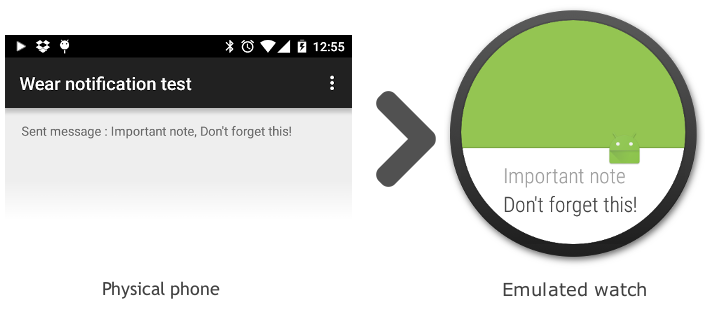 12:55
Wear notification test
Sent message : Important note, Don't forget this!
Important note
Don't forget this!
Physical phone
Emulated watch